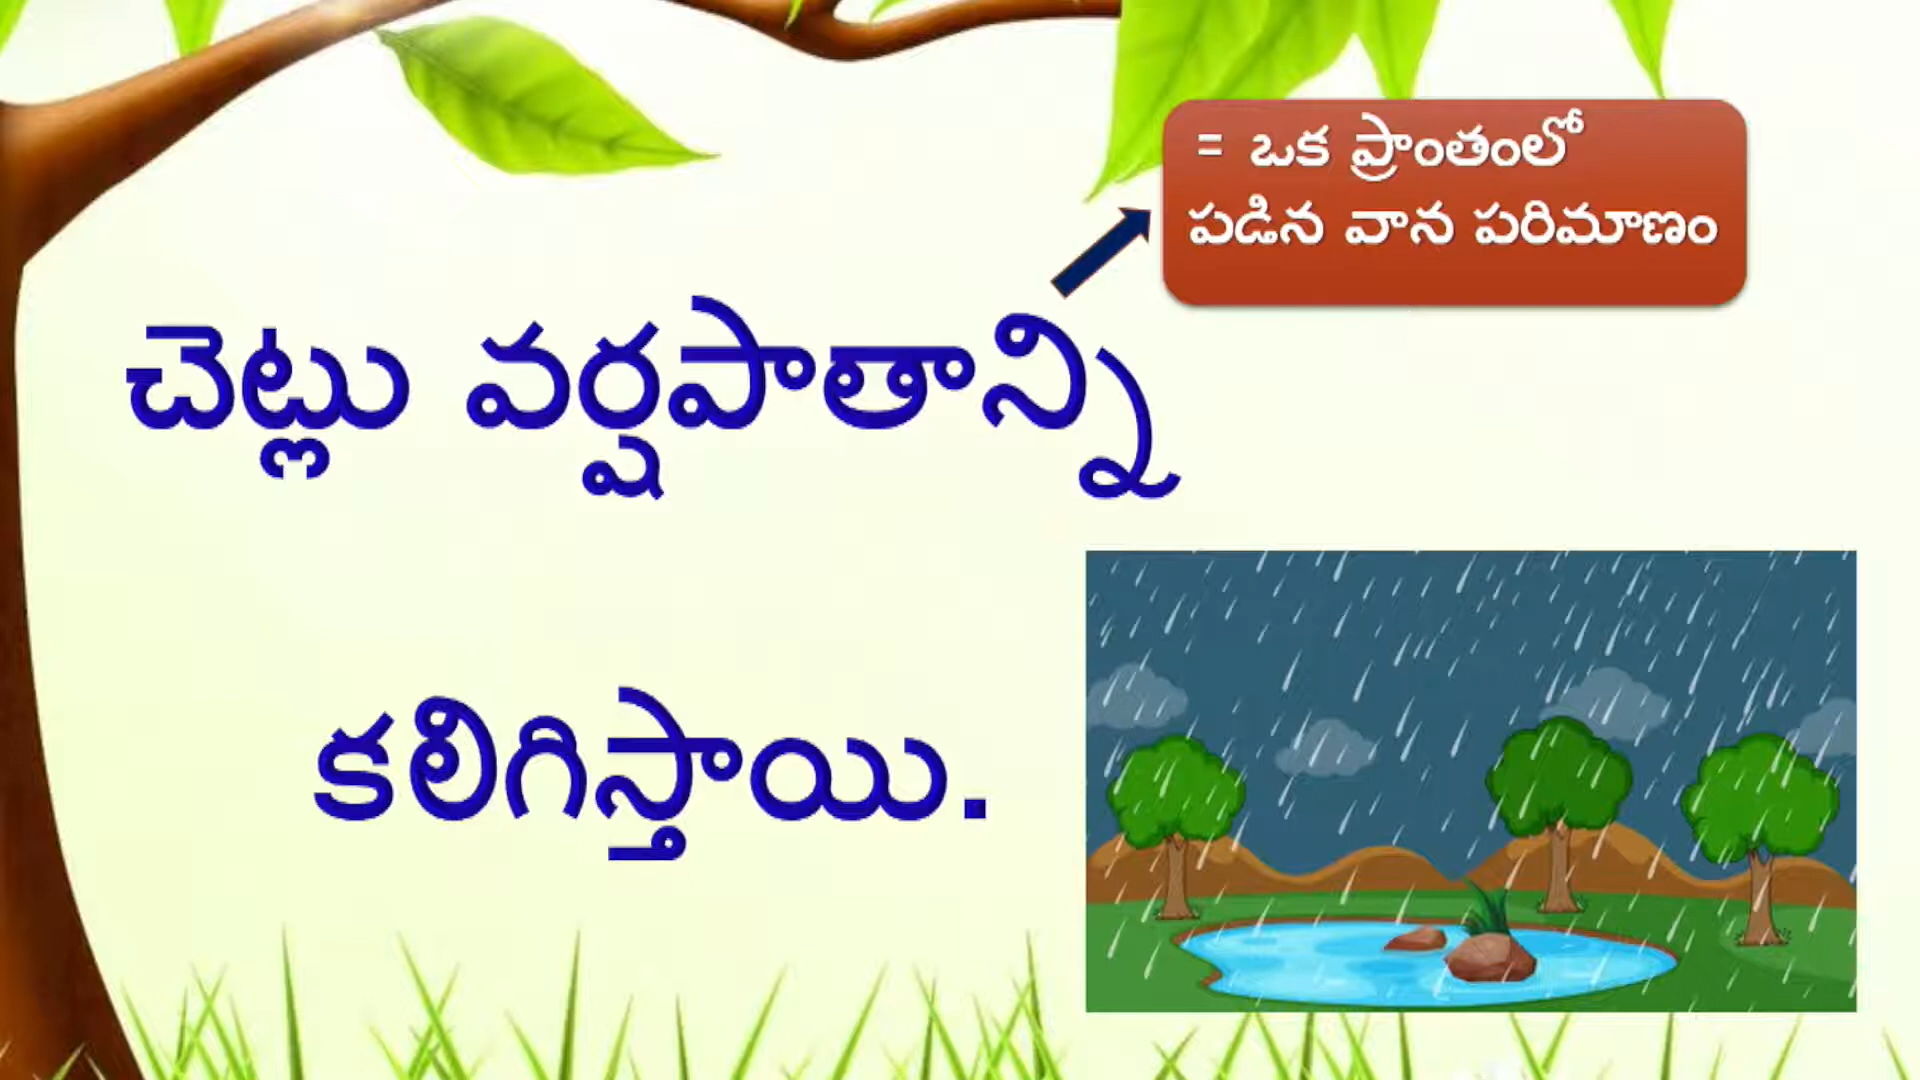 = ఒక ప్రాంతంలో
పడిన వాన పరిమాణం
చెట్లు వర్షపాతాన్ని
కలిగిస్తాయి.